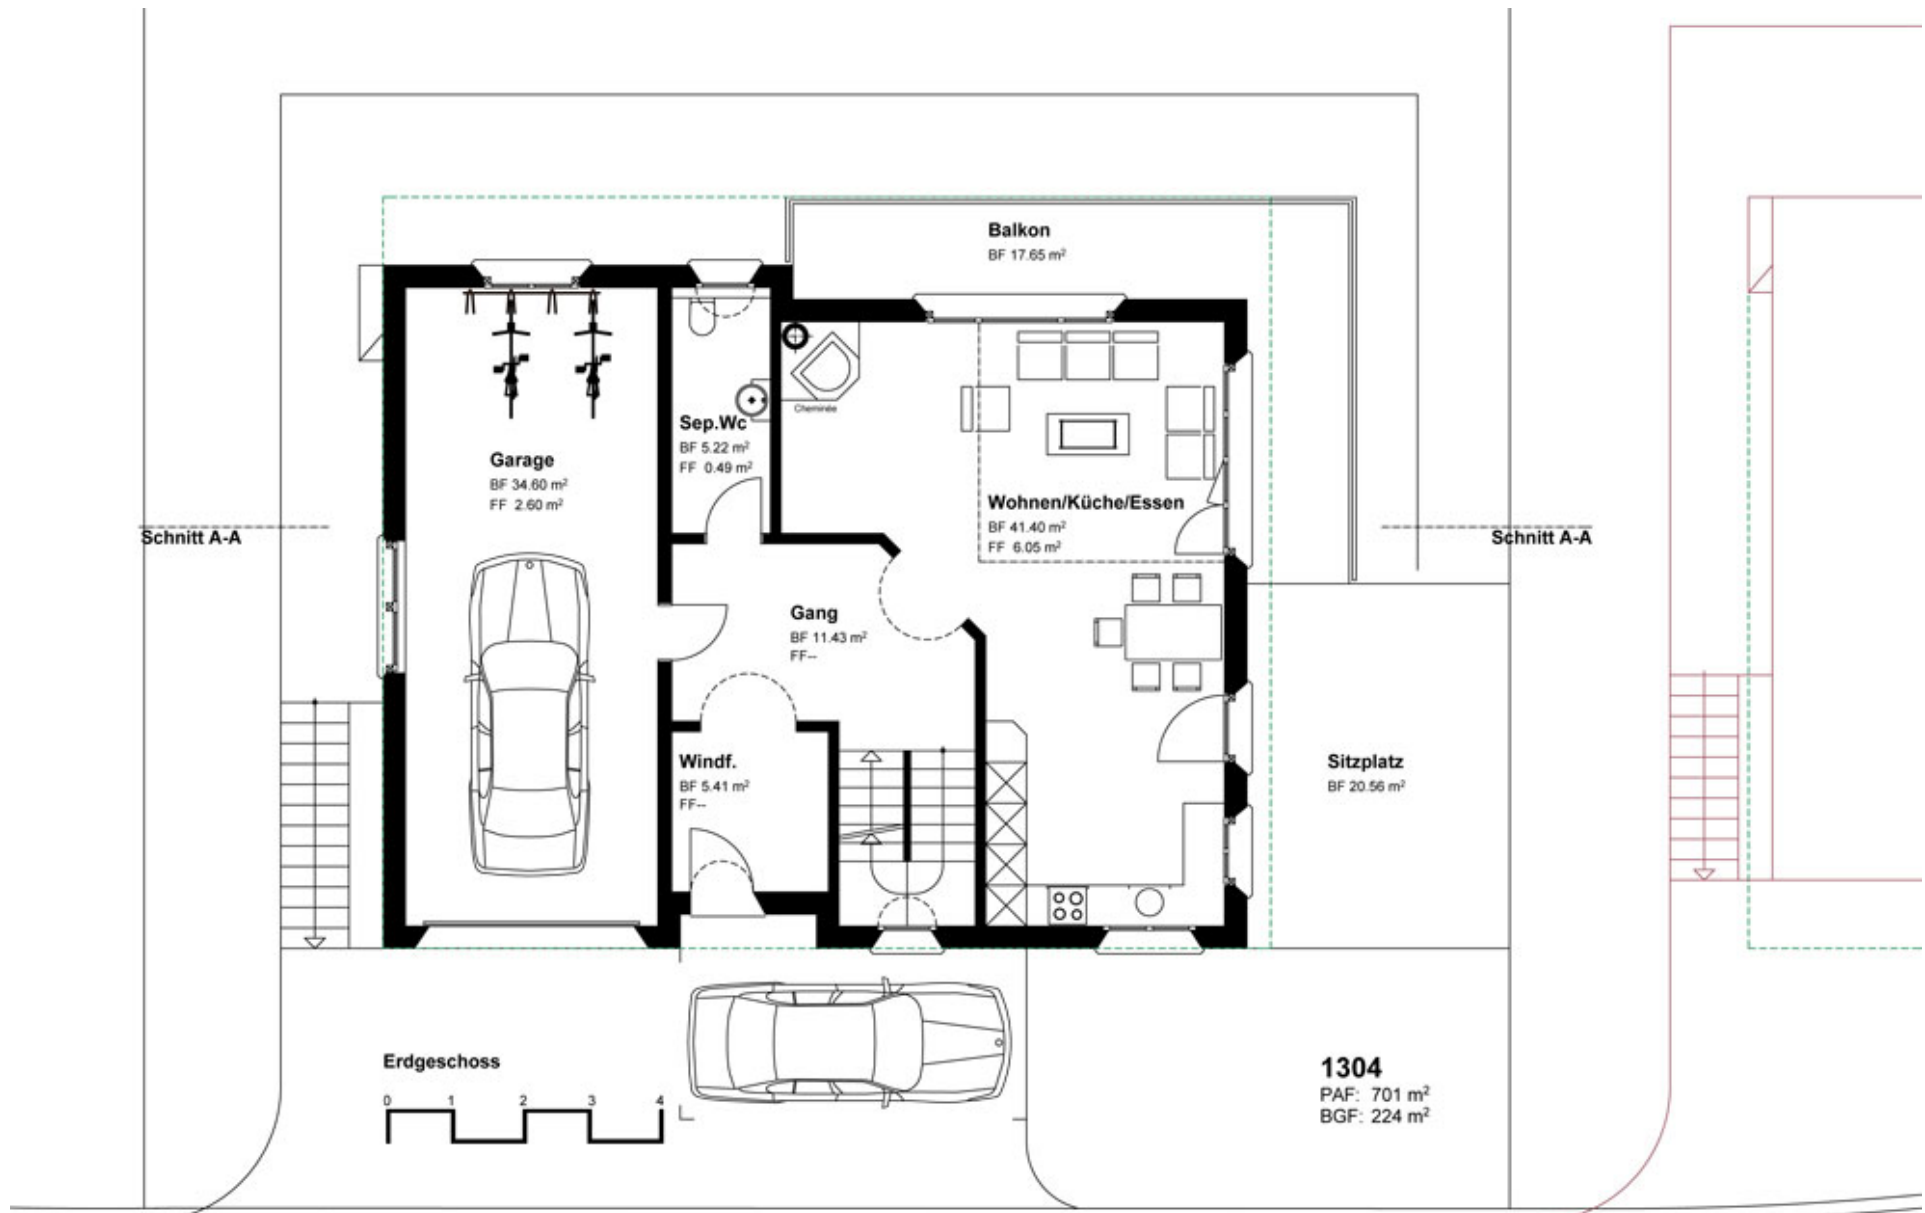 Balkon
BF 17.65 m²
Cheminée
Sep.Wc
BF 5.22 m²
FF 0.49 m²
Garage
BF 34.60 m²
FF 2.60 m²
Wohnen/Küche/Essen
BF 41.40 m²
FF 6.05 m²
Schnitt A-A
Schnitt A-A
Gang
BF 11.43 m²
FF--
Windf.
BF 5.41 m²
FF--
Sitzplatz
BF 20.56 m²
Erdgeschoss
0 1 2 3 4
1304
PAF: 701 m²
BGF: 224 m²